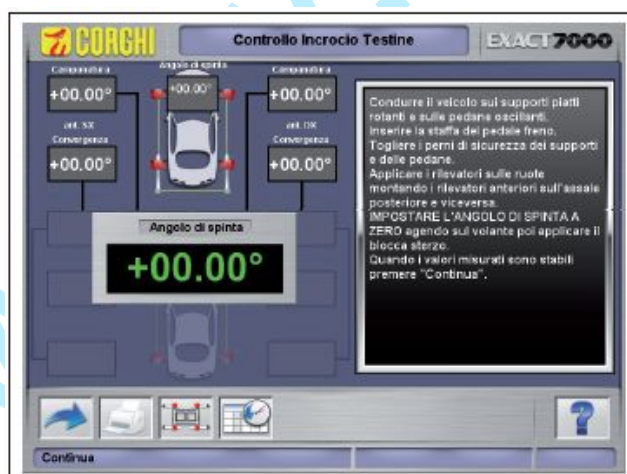 CORGHI
Controllo Incrocio Testine
EXACT7000
Campanatura
Angolo di spinta
Campanatura
+00.00°
+00.00°
+00.00°
ant. SX
ant. DX
Convergenza
Convergenza
+00.00°
+00.00°
Angolo di spinta
+00.00°
Condurre il veicolo sui supporti piatti
rotanti e sulle pedane oscillanti.
Inserire la staffa del pedale freno.
Togliere i perni di sicurezza dei supporti
e delle pedane.
Applicare i rilevatori sulle ruote
montando i rilevatori anteriori sull'assale
posteriore e viceversa.
IMPOSTARE L'ANGOLO DI SPINTA A
ZERO agendo sul volante poi applicare il
blocca sterzo.
Quando i valori misurati sono stabili
premere "Continua".
?
Continua